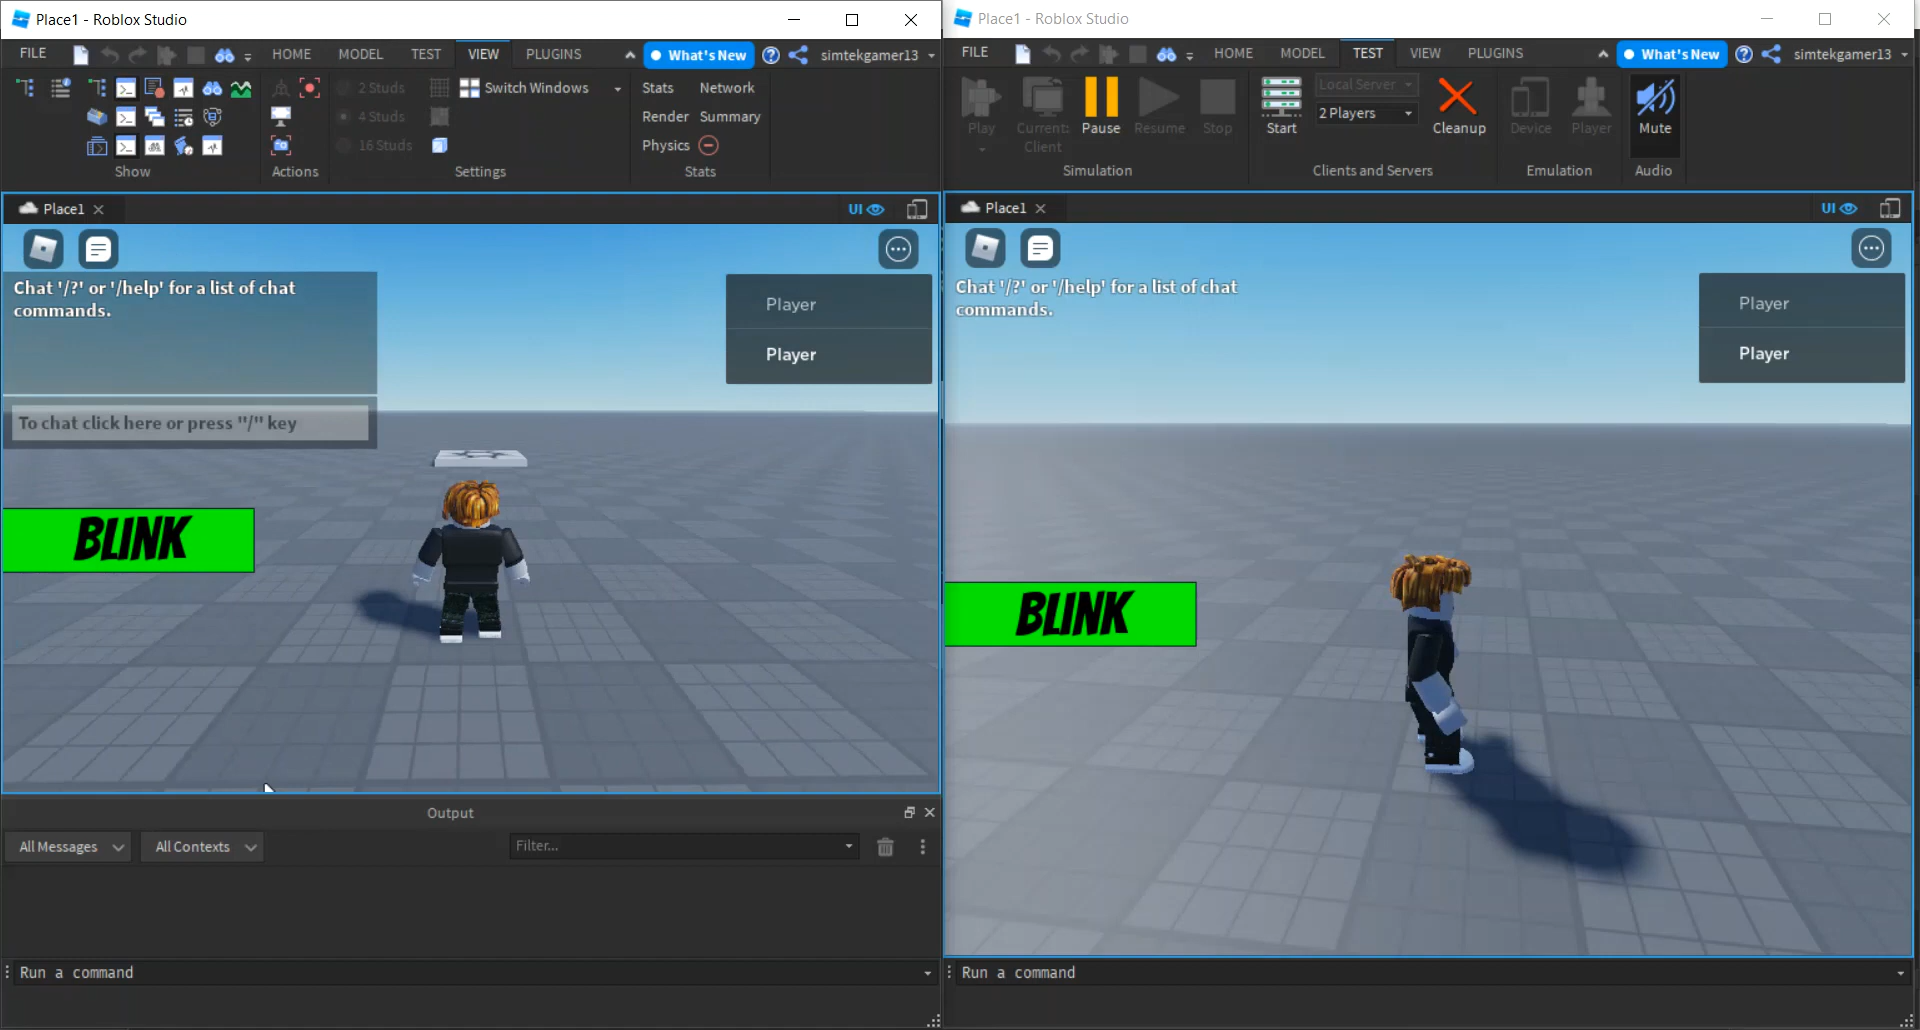 Place1 - Roblox Studio
FILE HOME MODEL TEST VIEW PLUGINS What's New simtekgamer13
2 Studs Switch Windows Stats Network
4 Studs Render Summary
16 Studs Physics
Show Actions Settings Stats
Place1 UI
Chat '/?' or '/help' for a list of chat
commands.
Player
Player
To chat click here or press "/" key
BLINK
Output
All Messages All Contexts Filter...
Run a command
Place1 - Roblox Studio
FILE HOME MODEL TEST VIEW PLUGINS What's New simtekgamer13
Local Server
2 Players
Play Current: Pause Resume Stop Start Cleanup Device Player Mute
Client
Simulation Clients and Servers Emulation Audio
Place1 UI
Chat '/?' or '/help' for a list of chat
commands.
Player
Player
BLINK
Run a command